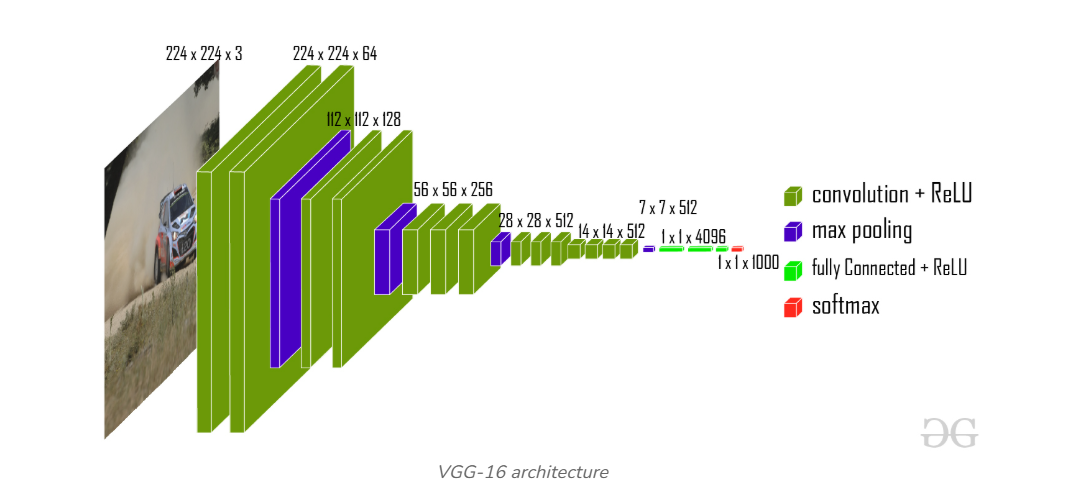 224 x 224 x 3
224 x 224 x 64
112 x 112 x 128
56 x 56 x 256
28 x 28 x 512
14 x 14 x 512
7 x 7 x 512
1 x 1 x 4096
1 x 1 x 1000
convolution + ReLU
max pooling
fully Connected + ReLU
softmax
VGG-16 architecture